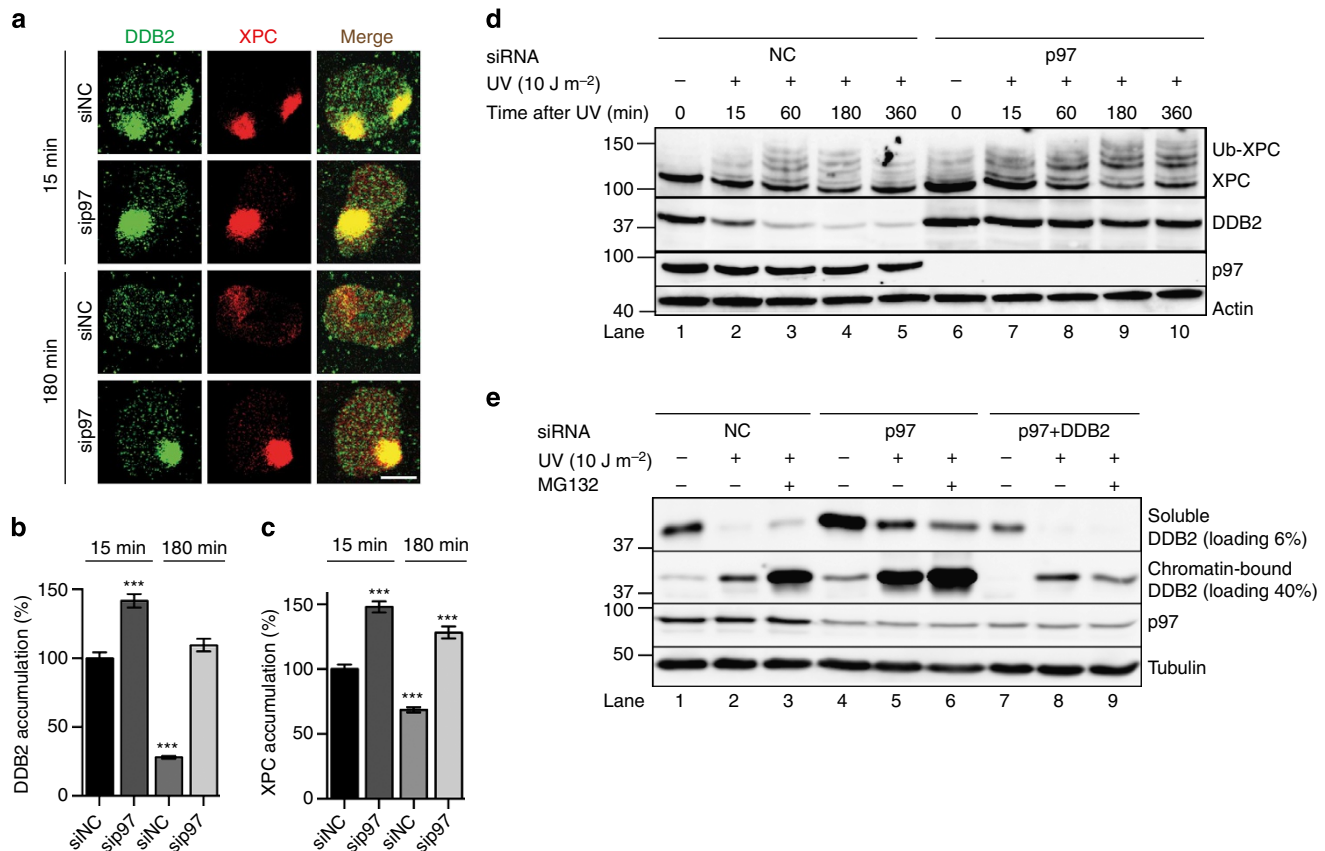 a
DDB2 XPC Merge
15 min
siNC
sip97
180 min
siNC
sip97
b
15 min 180 min
DDB2 accumulation (%)
150
100
50
0
***
***
siNC sip97 siNC sip97
c
15 min 180 min
XPC accumulation (%)
150
100
50
0
***
***
***
siNC sip97 siNC sip97
d
siRNA NC p97
UV (10 J m⁻²) – + + + + – + + + +
Time after UV (min) 0 15 60 180 360 0 15 60 180 360
150 Ub-XPC
100 XPC
37 DDB2
100 p97
40 Actin
Lane 1 2 3 4 5 6 7 8 9 10
e
siRNA NC p97 p97+DDB2
UV (10 J m⁻²) – + + – + + – + +
MG132 – – + – – + – – +
37 Soluble
DDB2 (loading 6%)
37 Chromatin-bound
DDB2 (loading 40%)
100 p97
50 Tubulin
Lane 1 2 3 4 5 6 7 8 9